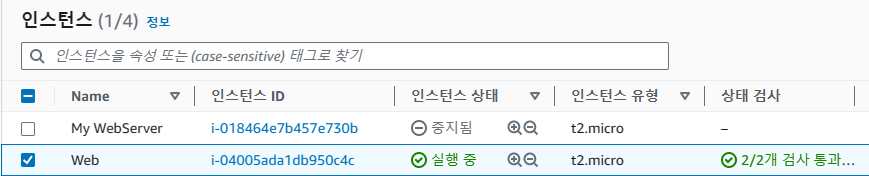 인스턴스 (1/4) 정보
인스턴스을 속성 또는 (case-sensitive) 태그로 찾기
Name 인스턴스 ID 인스턴스 상태 인스턴스 유형 상태 검사
My WebServer i-018464e7b457e730b 중지됨 t2.micro –
Web i-04005ada1db950c4c 실행 중 t2.micro 2/2개 검사 통과...